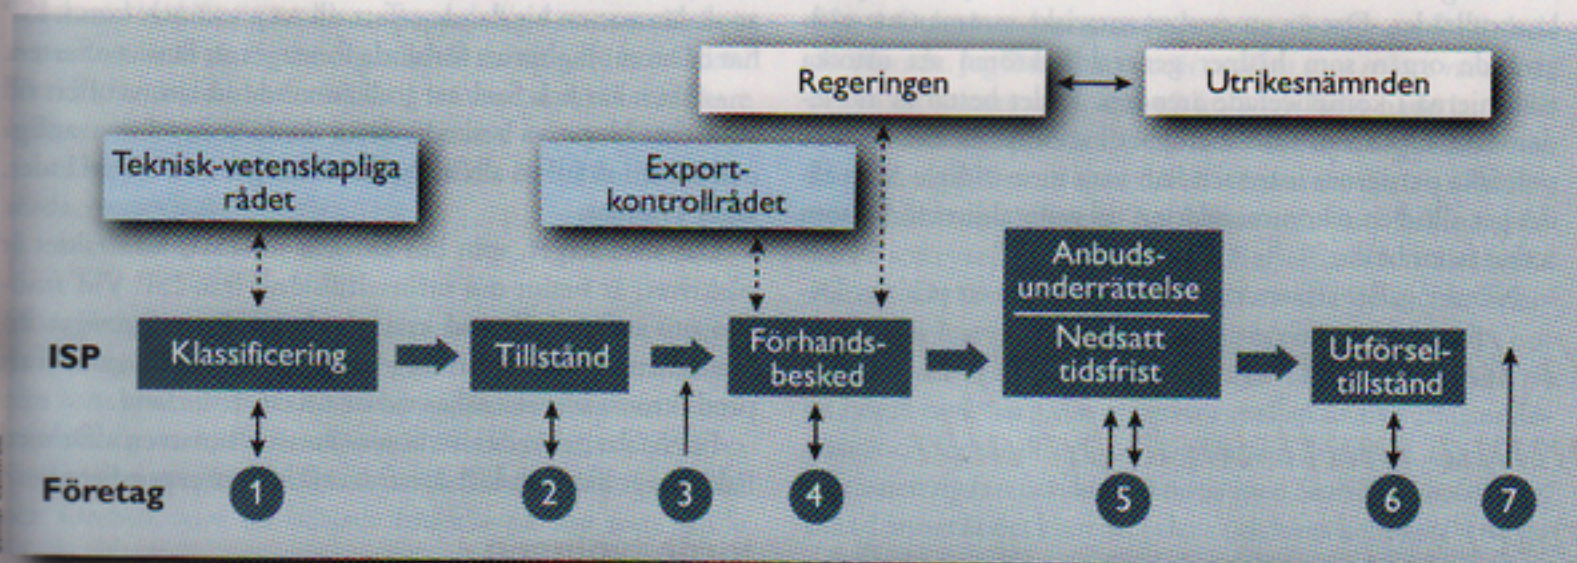 Regeringen
Utrikesnämnden
Teknisk-vetenskapliga
rådet
Export-
kontrollrådet
Anbuds-
underrättelse
Nedsatt
tidsfrist
ISP
Klassificering
Tillstånd
Förhands-
besked
Utförsel-
tillstånd
Företag
1
2
3
4
5
6
7